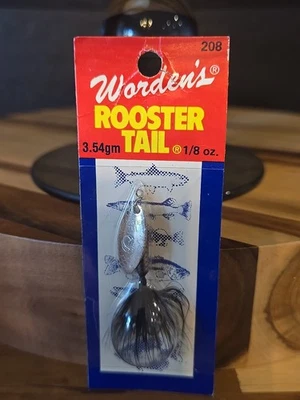 208
Worden's®
ROOSTER
TAIL®
3.54gm 1/8 oz.